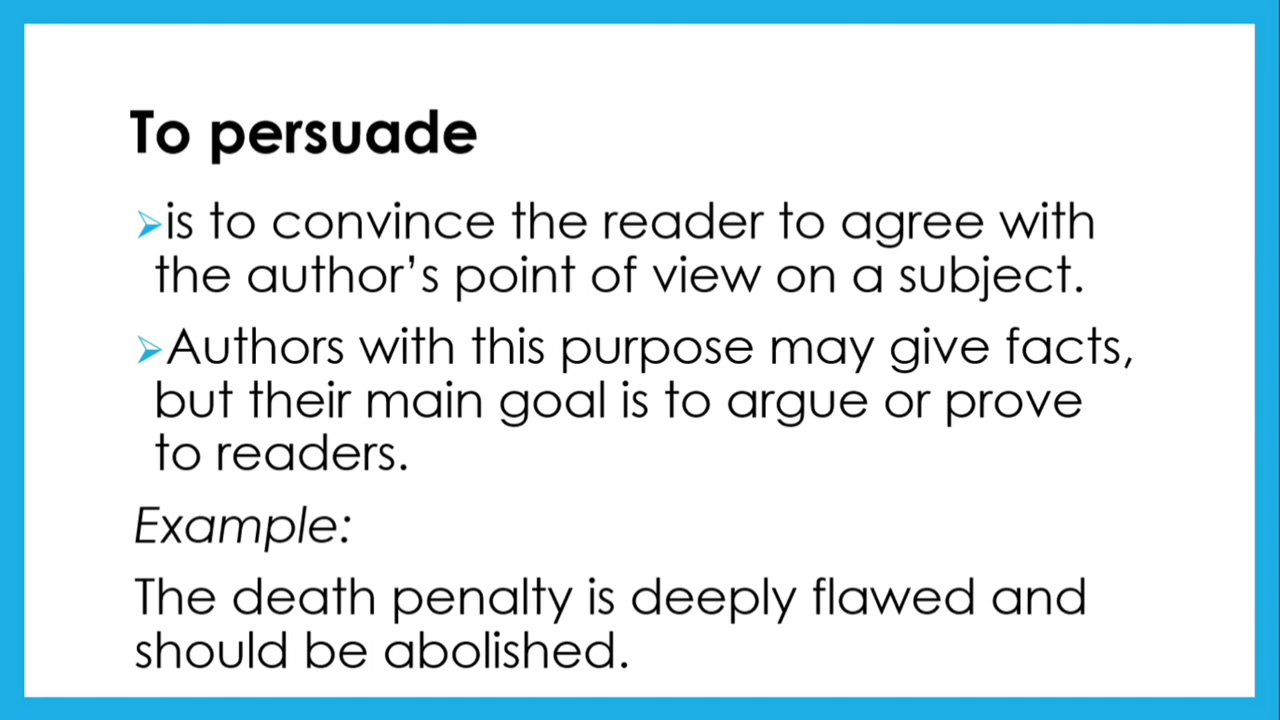 To persuade
➢is to convince the reader to agree with
the author’s point of view on a subject.
➢Authors with this purpose may give facts,
but their main goal is to argue or prove
to readers.
Example:
The death penalty is deeply flawed and
should be abolished.